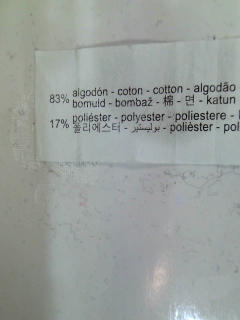 83% algodón - coton - cotton - algodão
bomuld - bombaž - 棉 - 면 - katun
17% poliéster - polyester - poliestere -
폴리에스터 - بوليستير - poliéster - pol